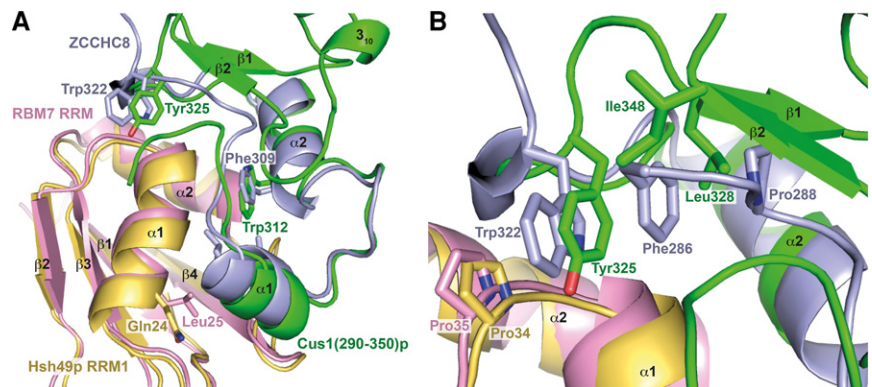 A
ZCCHC8
3₁₀
β1
β2
Trp322
Tyr325
RBM7 RRM
α2
Phe309
α2
Trp312
α1
β1
β2
β3
β4
α1
Gln24
Leu25
Cus1(290-350)p
Hsh49p RRM1
B
Ile348
β1
β2
Leu328
Pro288
Trp322
Phe286
Tyr325
α2
Pro35
Pro34
α2
α1